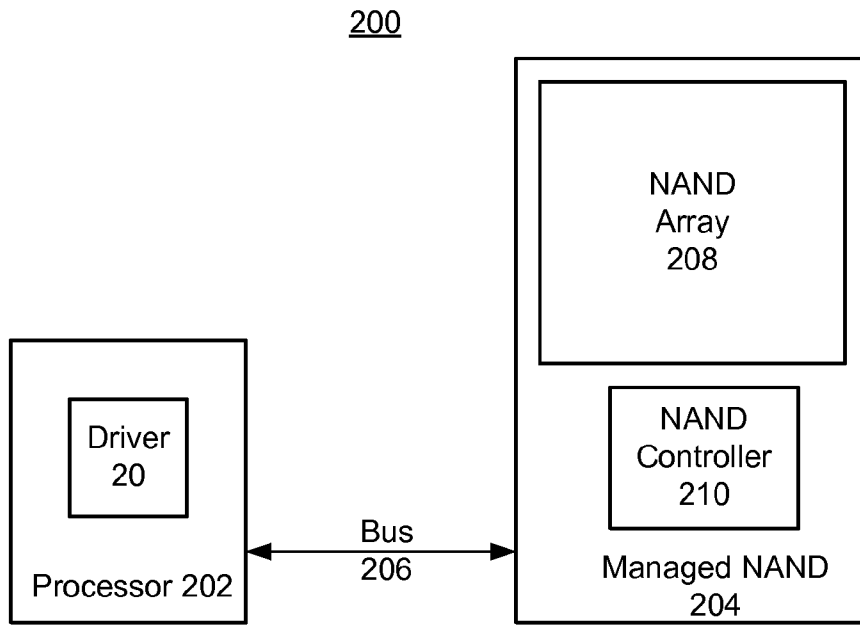 200
NAND
Array
208
NAND
Controller
210
Managed NAND
204
Driver
20
Processor 202
Bus
206